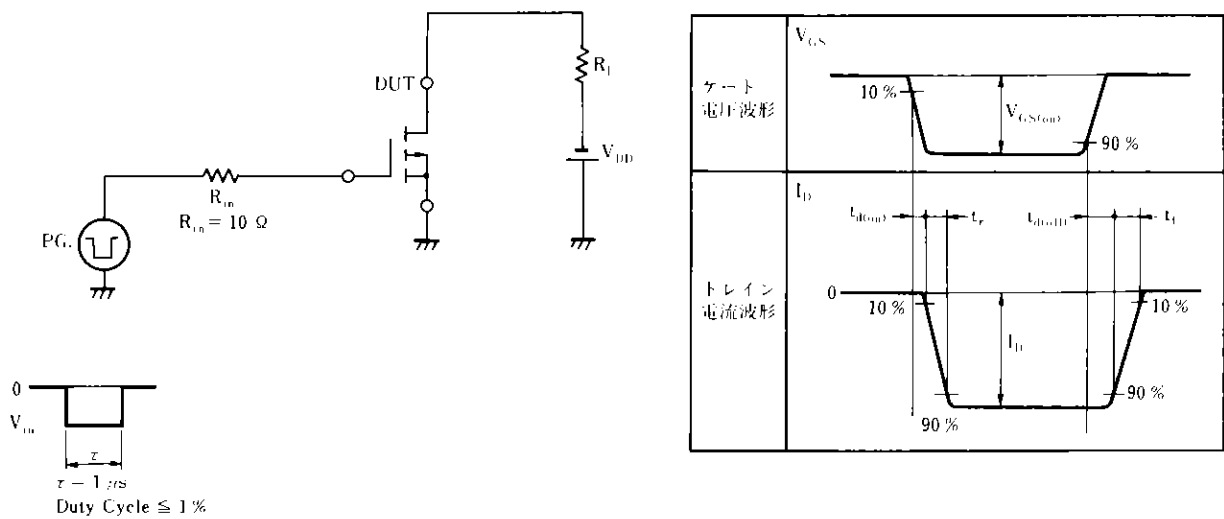 DUT
R_L
V_DD
R_in
R_in = 10 Ω
PG.
0
V_in
τ
τ = 1 μs
Duty Cycle ≦ 1 %
ゲート
電圧波形
V_GS
10 %
V_GS(on)
90 %
ドレイン
電流波形
I_D
t_d(on)
t_r
t_d(off)
t_f
0
10 %
10 %
I_D
90 %
90 %